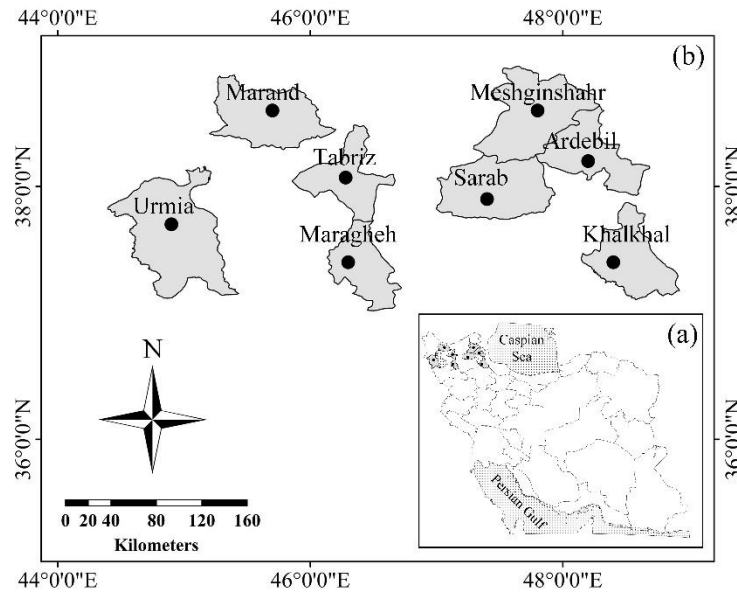 44°0'0"E 46°0'0"E 48°0'0"E
(b)
Marand
Meshginshahr
Ardebil
Tabriz
Sarab
38°0'0"N
38°0'0"N
Urmia
Maragheh
Khalkhal
(a)
Caspian
Sea
N
36°0'0"N
36°0'0"N
Persian Gulf
0 20 40 80 120 160
Kilometers
44°0'0"E 46°0'0"E 48°0'0"E